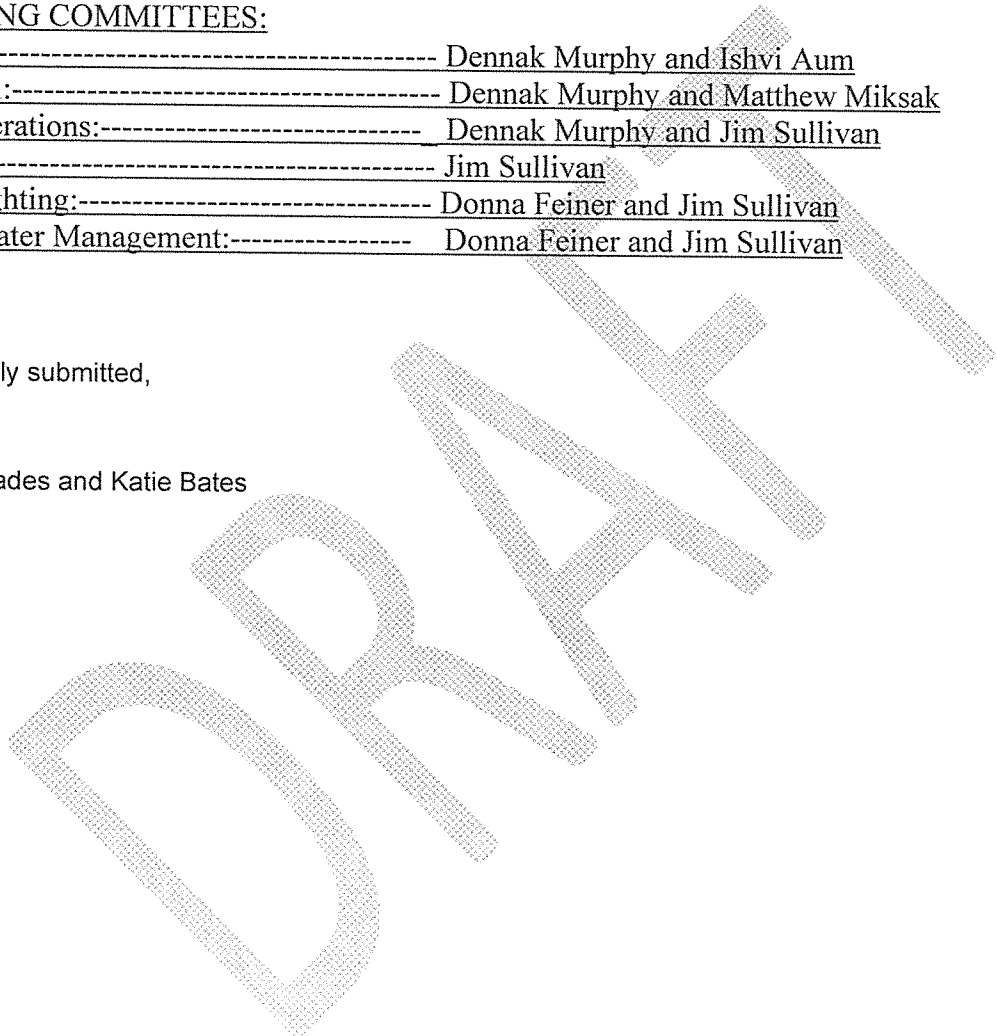 NG COMMITTEES:
---------------------------------------- Dennak Murphy and Ishvi Aum
:---------------------------------------- Dennak Murphy and Matthew Miksak
erations:------------------------------ Dennak Murphy and Jim Sullivan
---------------------------------------- Jim Sullivan
ghting:--------------------------------- Donna Feiner and Jim Sullivan
ater Management:----------------- Donna Feiner and Jim Sullivan
ly submitted,
ades and Katie Bates
DRAFT